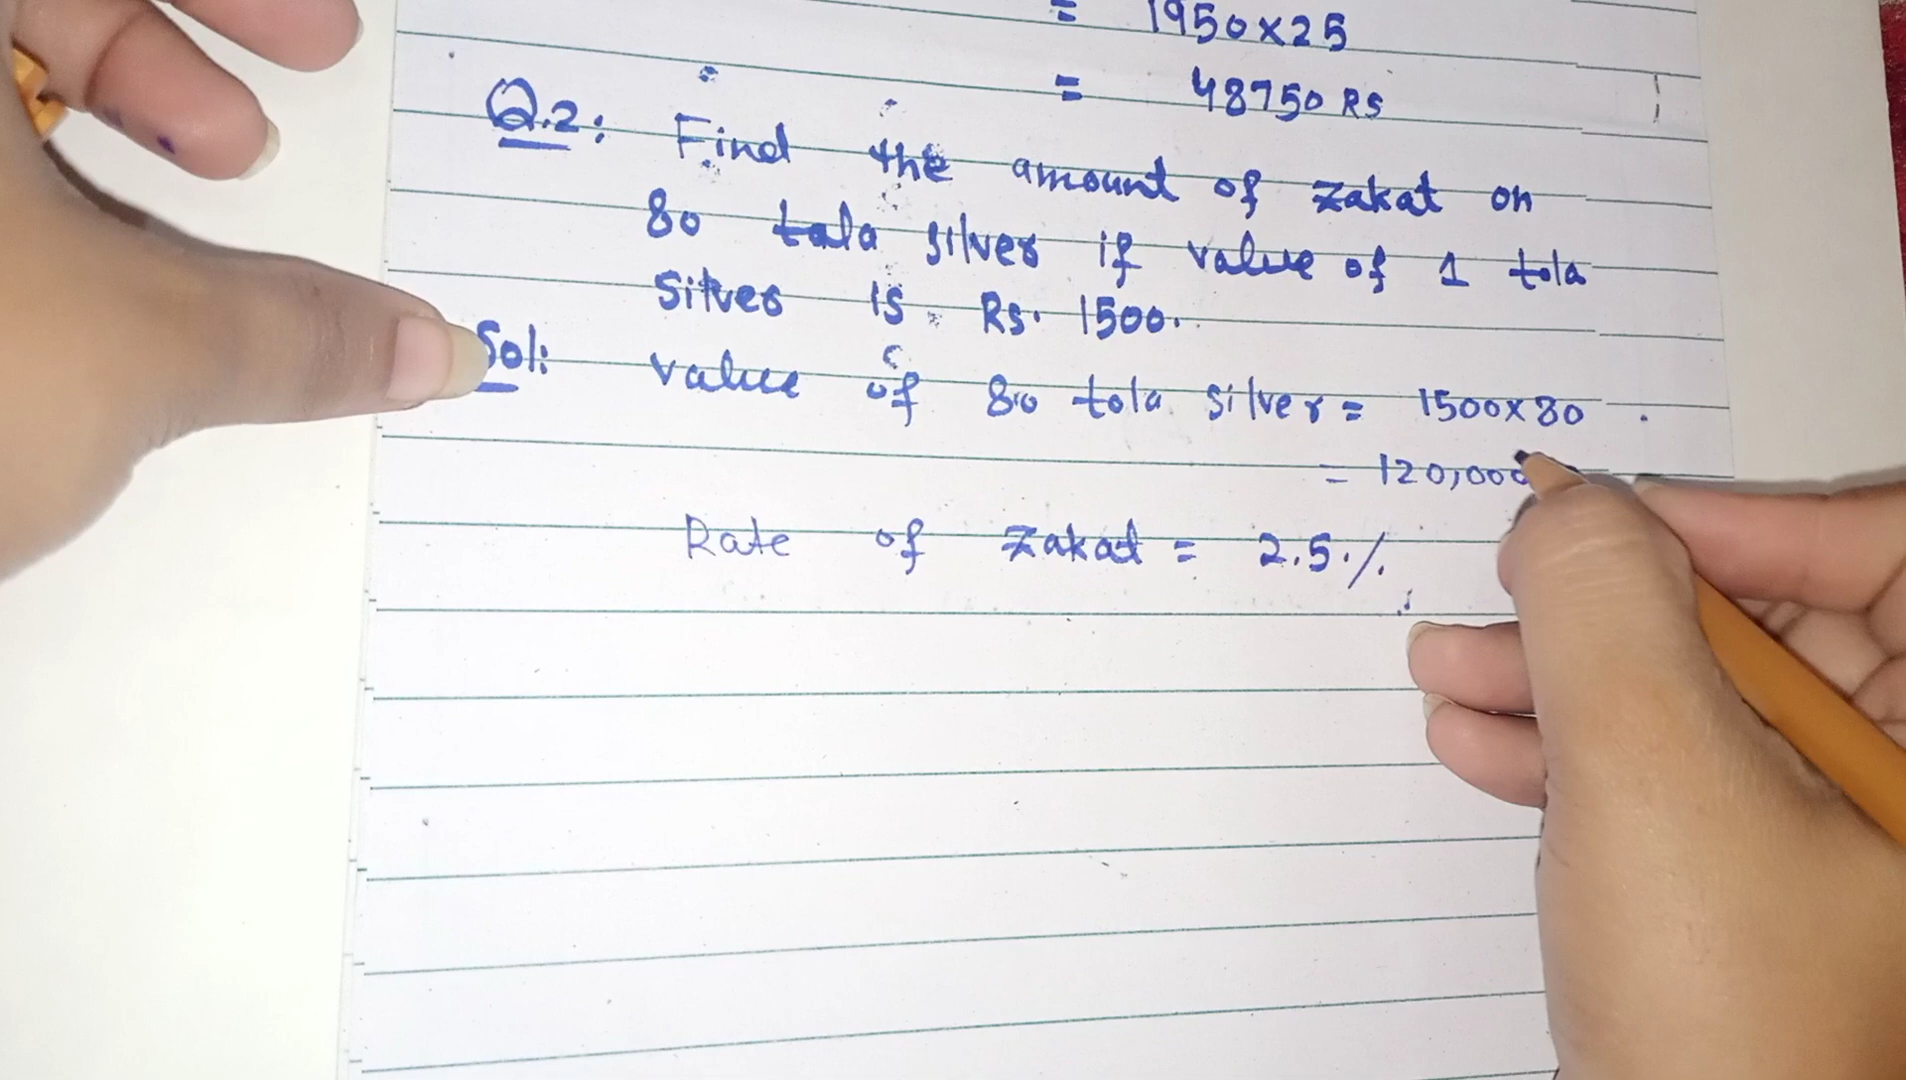 = 1950×25
= 48750 RS
Q.2: Find the amount of zakat on
80 tola silver if value of 1 tola
silver is Rs. 1500.
Sol: value of 80 tola silver = 1500×80
= 120,000
Rate of zakat = 2.5%